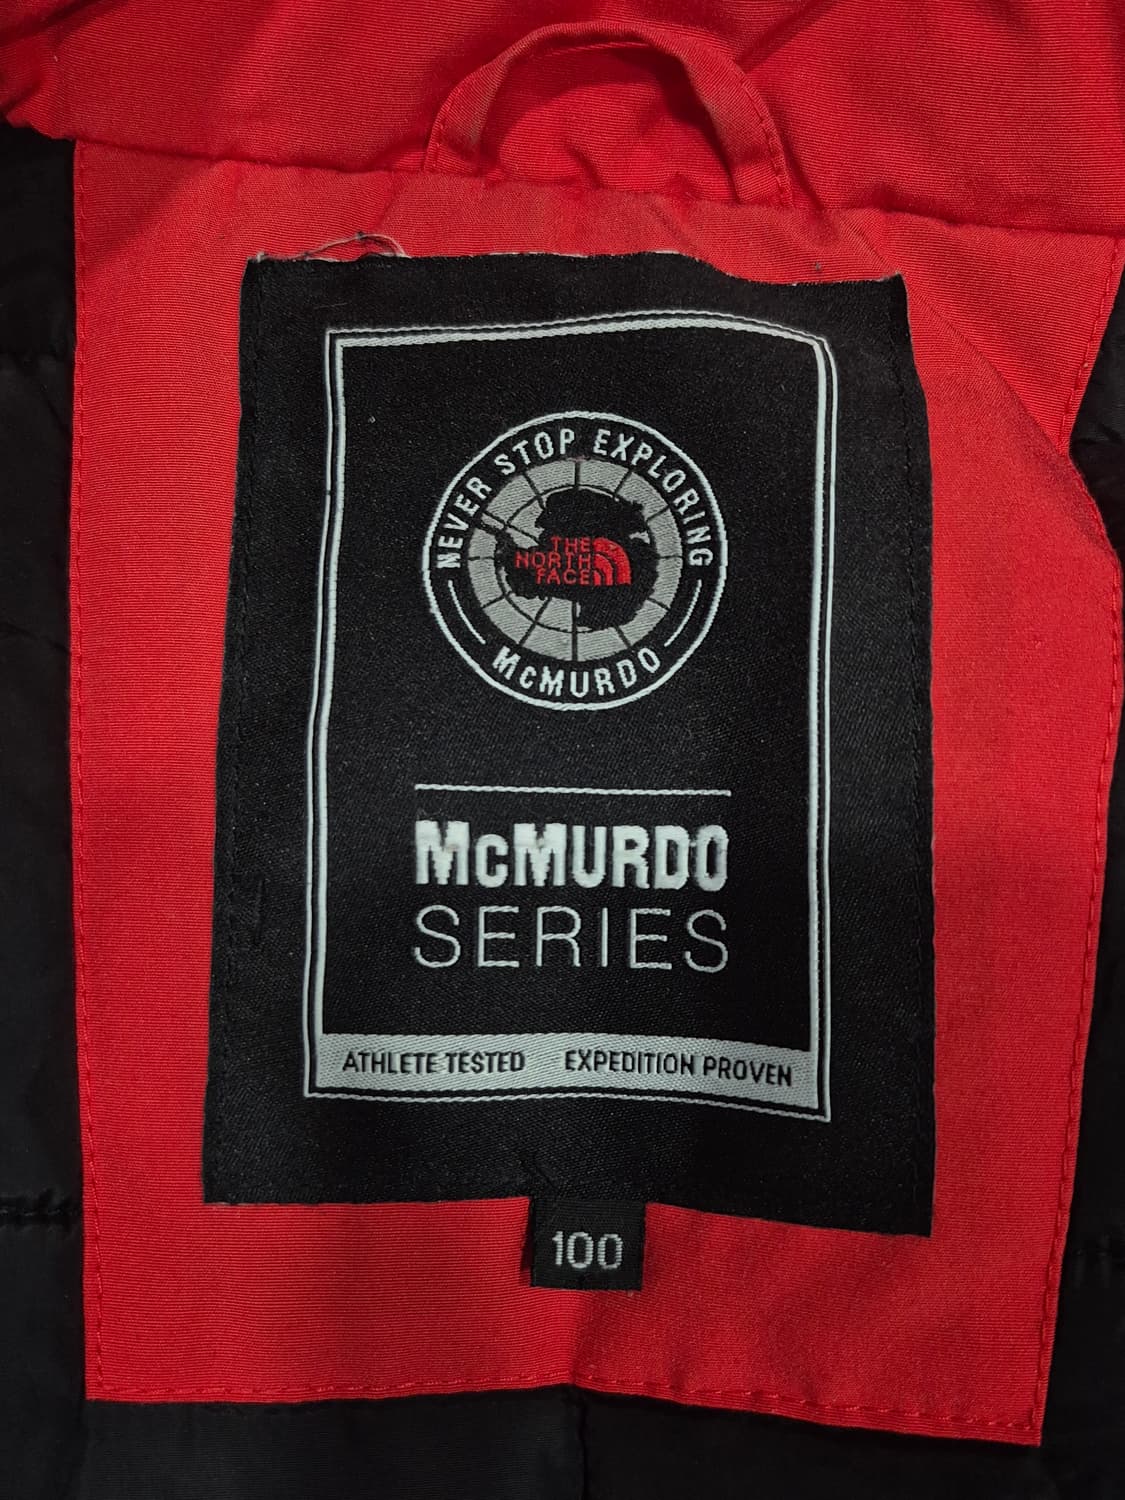 NEVER STOP EXPLORING
THE
NORTH
FACE
McMURDO
McMURDO
SERIES
ATHLETE TESTED EXPEDITION PROVEN
100